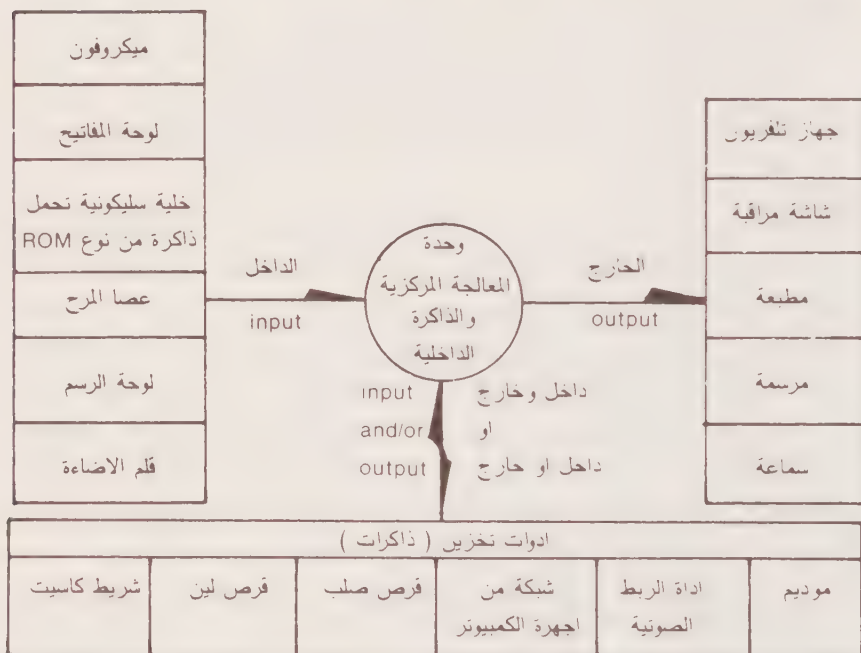 ميكروفون
لوحة المفاتيح
خلية سليكونية تحمل
ذاكرة من نوع ROM
عصا المرح
لوحة الرسم
قلم الاضاءة
الداخل
input
وحدة
المعالجة المركزية
والذاكرة
الداخلية
الخارج
output
جهاز تلفزيون
شاشة مراقبة
مطبعة
مرسمة
سماعة
داخل وخارج input
او and/or
داخل او خارج output
ادوات تخزين ( ذاكرات )
موديم
اداة الربط
الصوتية
شبكة من
اجهزة الكمبيوتر
قرص صلب
قرص لين
شريط كاسيت